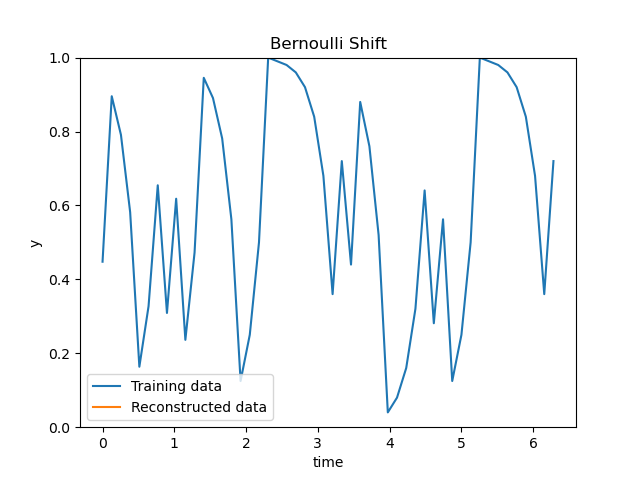 Bernoulli Shift
1.0
0.8
0.6
0.4
0.2
0.0
y
Training data
Reconstructed data
0 1 2 3 4 5 6
time